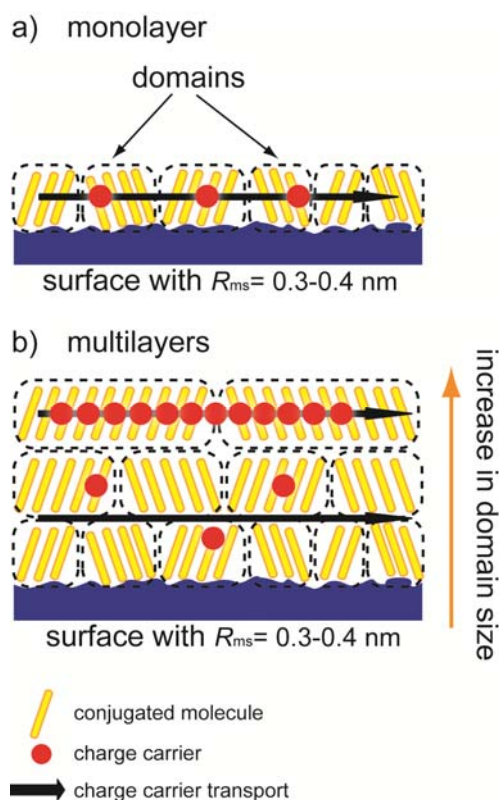 a) monolayer
domains
surface with Rms= 0.3-0.4 nm
b) multilayers
increase in domain size
surface with Rms= 0.3-0.4 nm
conjugated molecule
charge carrier
charge carrier transport